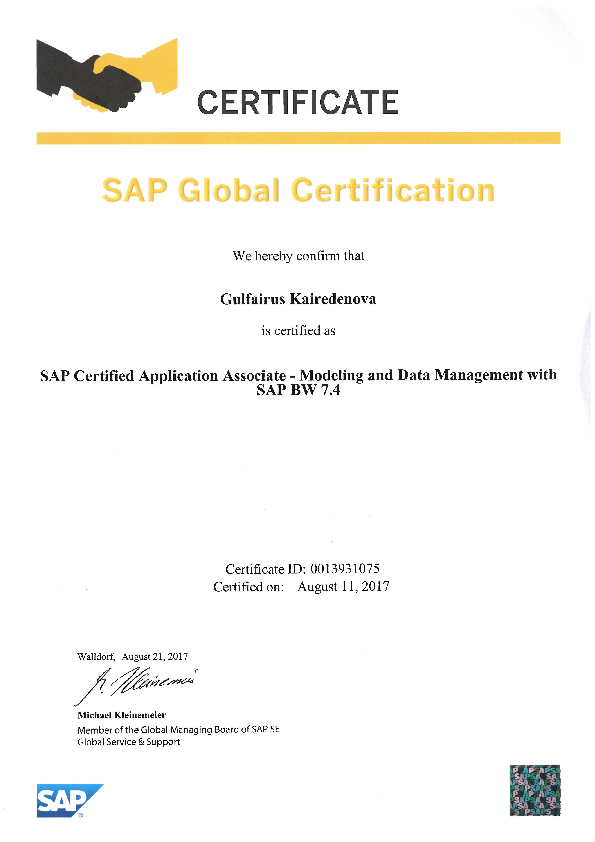 CERTIFICATE
SAP Global Certification
We hereby confirm that
Gulfairus Kairedenova
is certified as
SAP Certified Application Associate - Modeling and Data Management with
SAP BW 7.4
Certificate ID: 0013931075
Certified on: August 11, 2017
Walldorf, August 21, 2017
Michael Kleinemeier
Member of the Global Managing Board of SAP SE
Global Service & Support
SAP